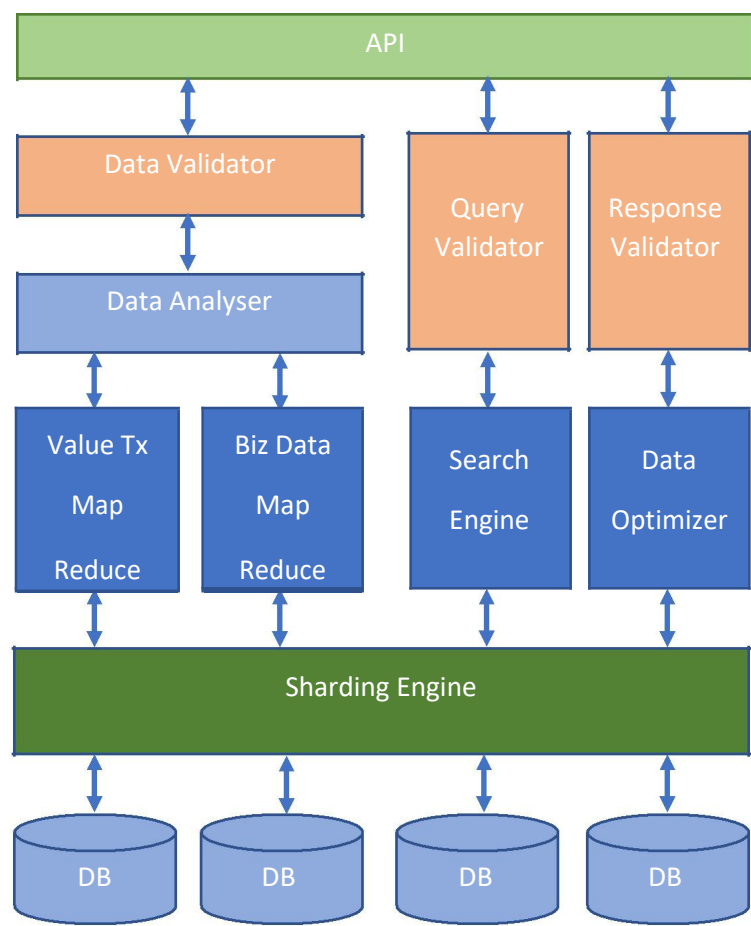 API
Data Validator
Query
Validator
Response
Validator
Data Analyser
Value Tx
Map
Reduce
Biz Data
Map
Reduce
Search
Engine
Data
Optimizer
Sharding Engine
DB
DB
DB
DB